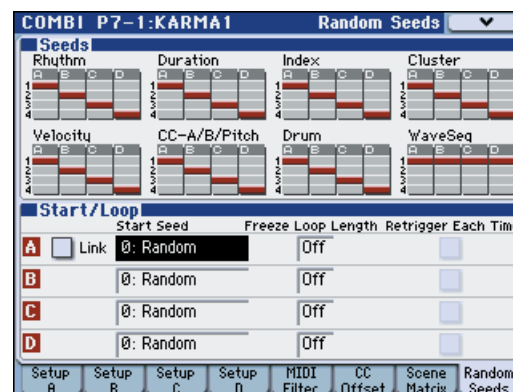 COMBI P7-1:KARMA1 Random Seeds
Seeds
Rhythm Duration Index Cluster
A B C D A B C D A B C D A B C D
1 1 1 1
2 2 2 2
3 3 3 3
4 4 4 4
Velocity CC-A/B/Pitch Drum WaveSeq
A B C D A B C D A B C D A B C D
1 1 1 1
2 2 2 2
3 3 3 3
4 4 4 4
Start/Loop
Start Seed Freeze Loop Length Retrigger Each Tim
A Link 0: Random Off
B 0: Random Off
C 0: Random Off
D 0: Random Off
Setup Setup Setup Setup MIDI CC Scene Random
A B C D Filter Offset Matrix Seeds